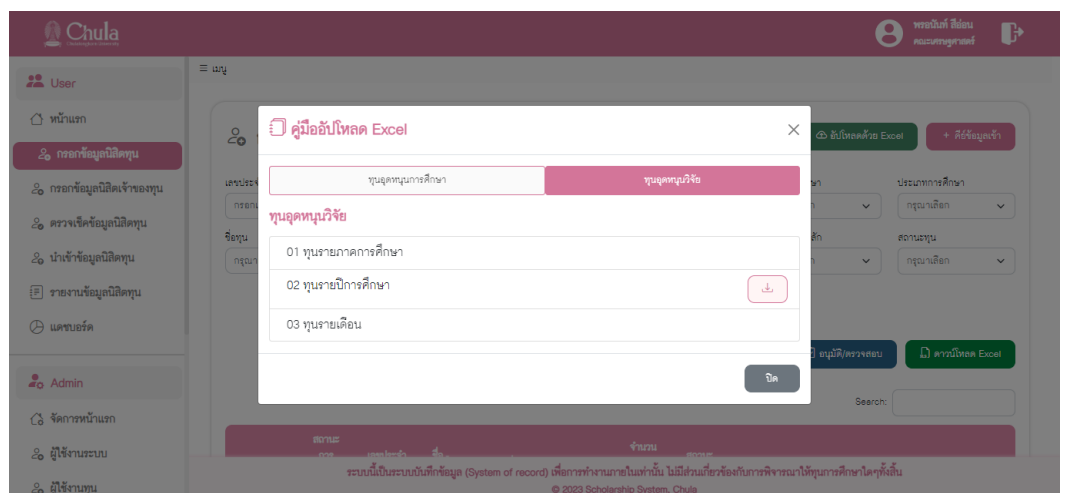 Chula
พรอนันท์ สีอ่อน
คณะเศรษฐศาสตร์
User
หน้าแรก
กรอกข้อมูลนิสิตทุน
กรอกข้อมูลนิสิตเจ้าของทุน
ตรวจเช็คข้อมูลนิสิตทุน
นำเข้าข้อมูลนิสิตทุน
รายงานข้อมูลนิสิตทุน
แดชบอร์ด
Admin
จัดการหน้าแรก
ผู้ใช้งานระบบ
ผู้ใช้งานทุน
เมนู
อัปโหลดด้วย Excel
+ คีย์ข้อมูลเข้า
ประเภทการศึกษา
กรุณาเลือก
ชื่อทุน
สถานะทุน
กรุณาเลือก
คู่มืออัปโหลด Excel
ทุนอุดหนุนการศึกษา
ทุนอุดหนุนวิจัย
ทุนอุดหนุนวิจัย
01 ทุนรายภาคการศึกษา
02 ทุนรายปีการศึกษา
03 ทุนรายเดือน
ปิด
อนุมัติ/ตรวจสอบ
ดาวน์โหลด Excel
Search:
สถานะ
จำนวน
ระบบนี้เป็นระบบบันทึกข้อมูล (System of record) เพื่อการทำงานภายในเท่านั้น ไม่มีส่วนเกี่ยวข้องกับการพิจารณาให้ทุนการศึกษาใดๆทั้งสิ้น
© 2023 Scholarship System, Chula